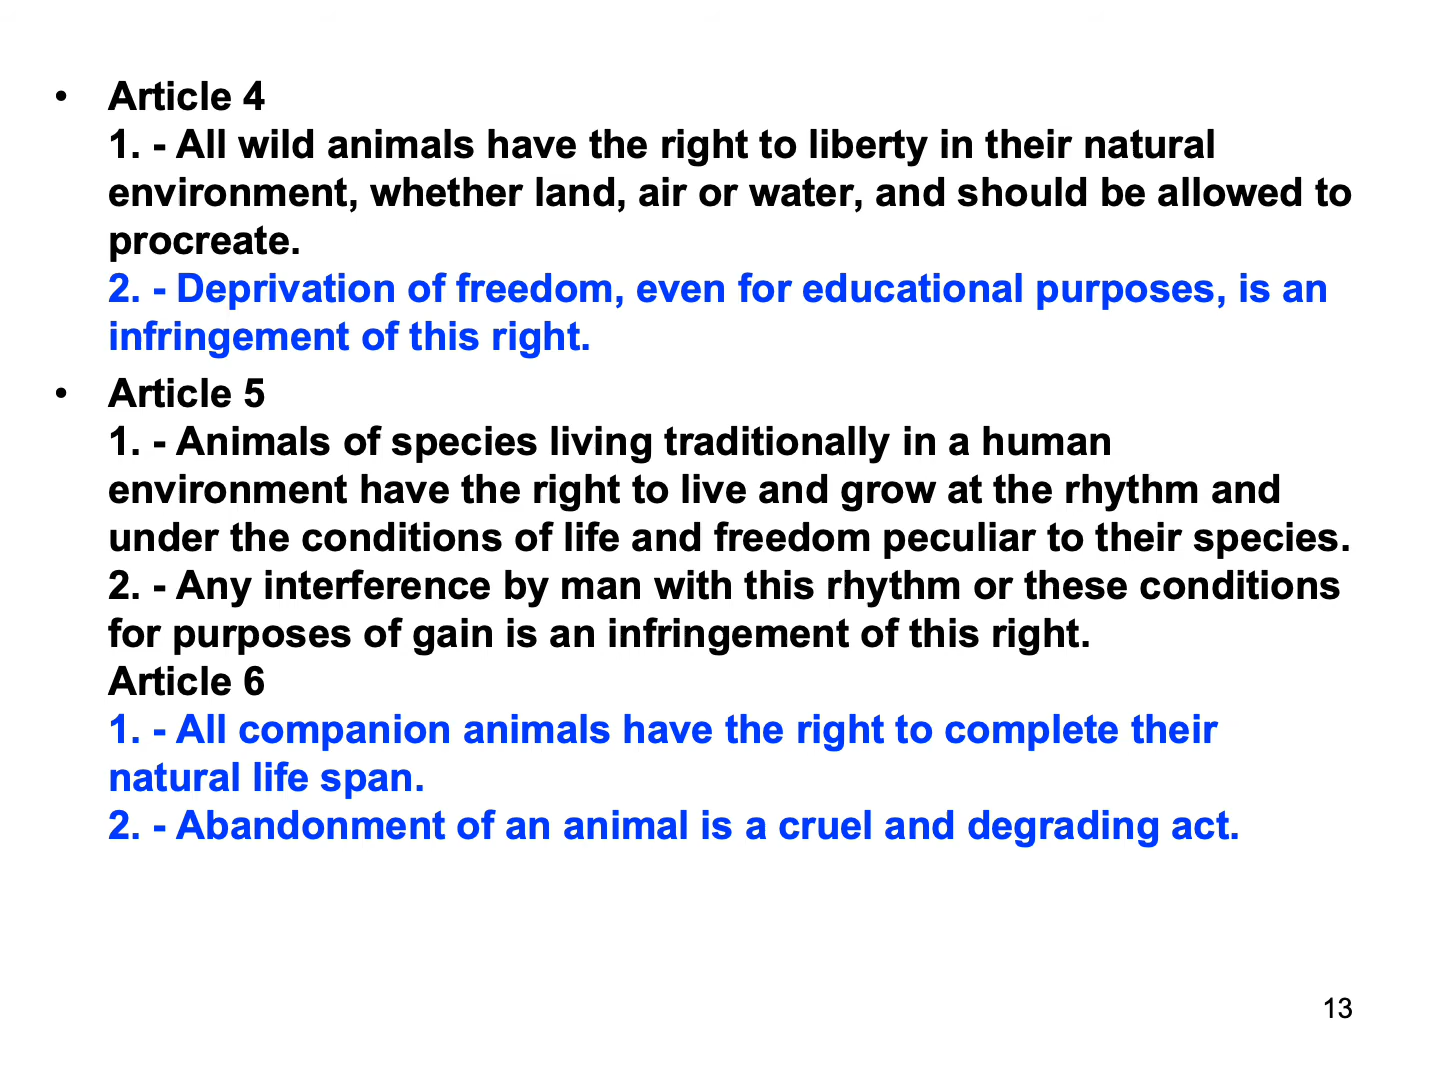 • Article 4
1. - All wild animals have the right to liberty in their natural
environment, whether land, air or water, and should be allowed to
procreate.
2. - Deprivation of freedom, even for educational purposes, is an
infringement of this right.
• Article 5
1. - Animals of species living traditionally in a human
environment have the right to live and grow at the rhythm and
under the conditions of life and freedom peculiar to their species.
2. - Any interference by man with this rhythm or these conditions
for purposes of gain is an infringement of this right.
Article 6
1. - All companion animals have the right to complete their
natural life span.
2. - Abandonment of an animal is a cruel and degrading act.
13